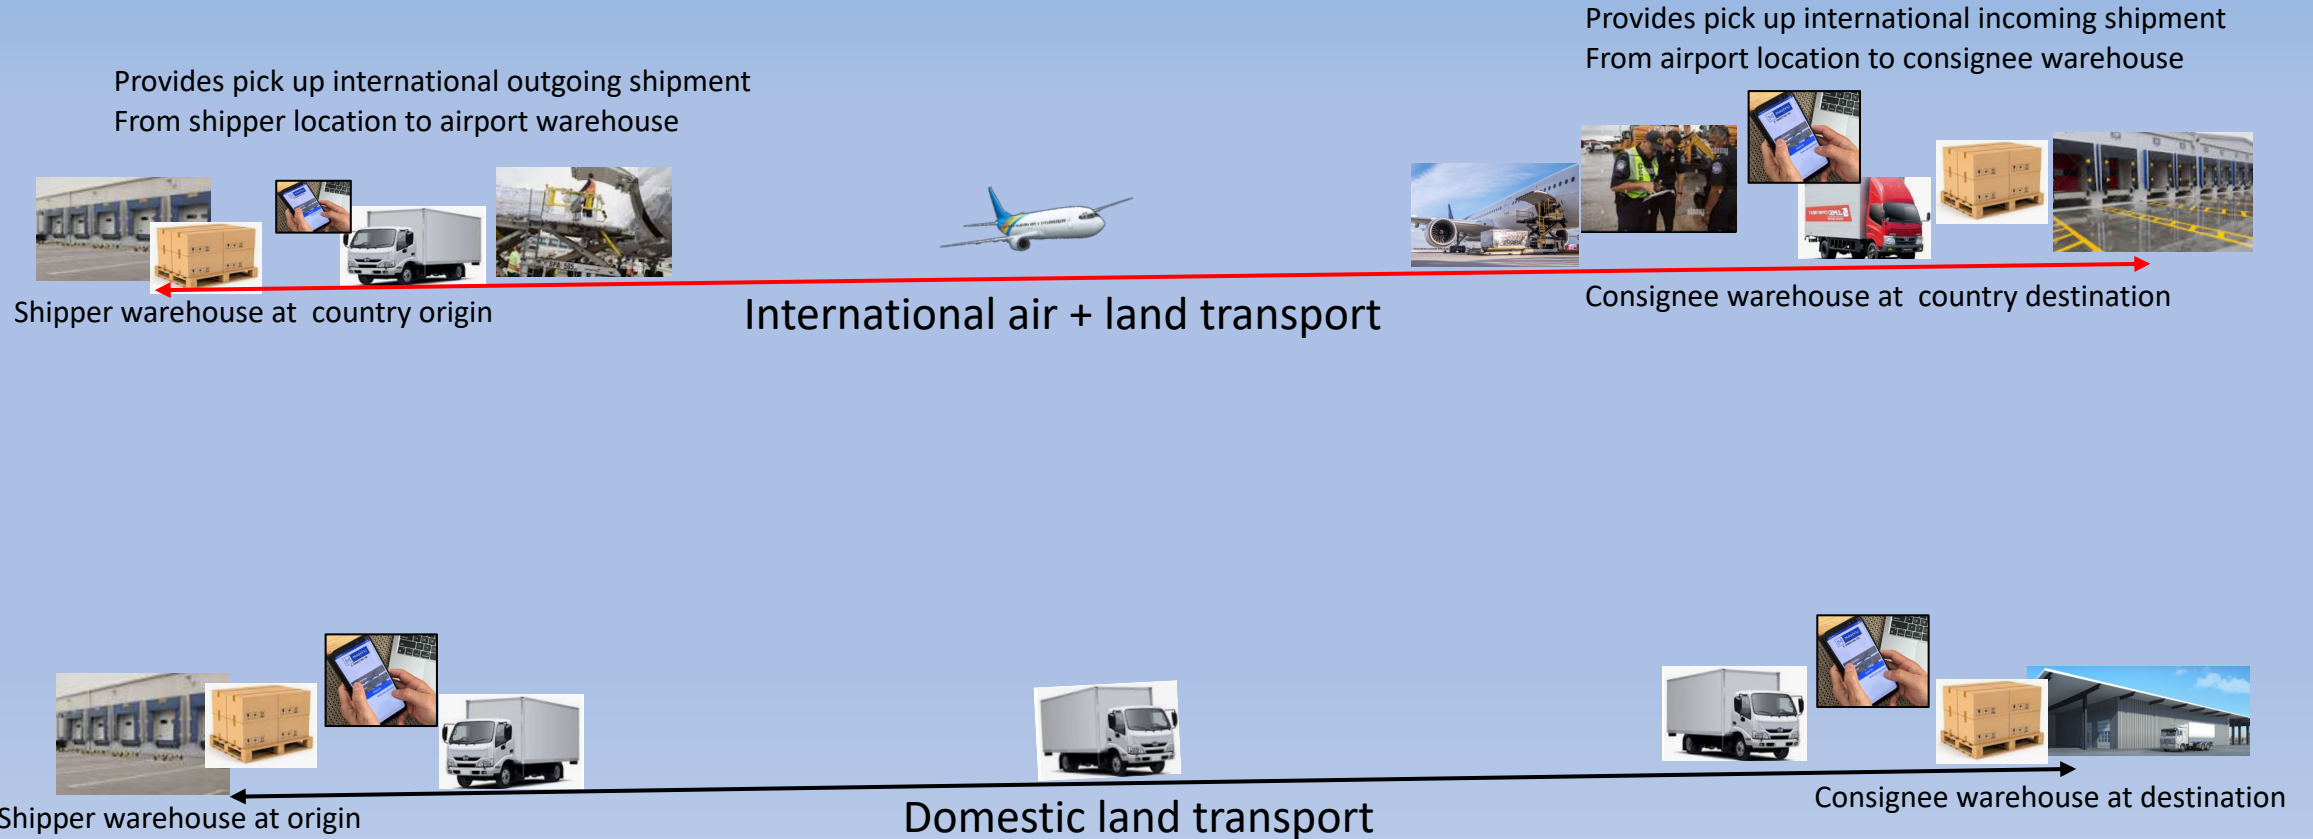 Provides pick up international incoming shipment
From airport location to consignee warehouse
Provides pick up international outgoing shipment
From shipper location to airport warehouse
Shipper warehouse at  country origin
International air + land transport
Consignee warehouse at  country destination
Shipper warehouse at origin
Domestic land transport
Consignee warehouse at destination